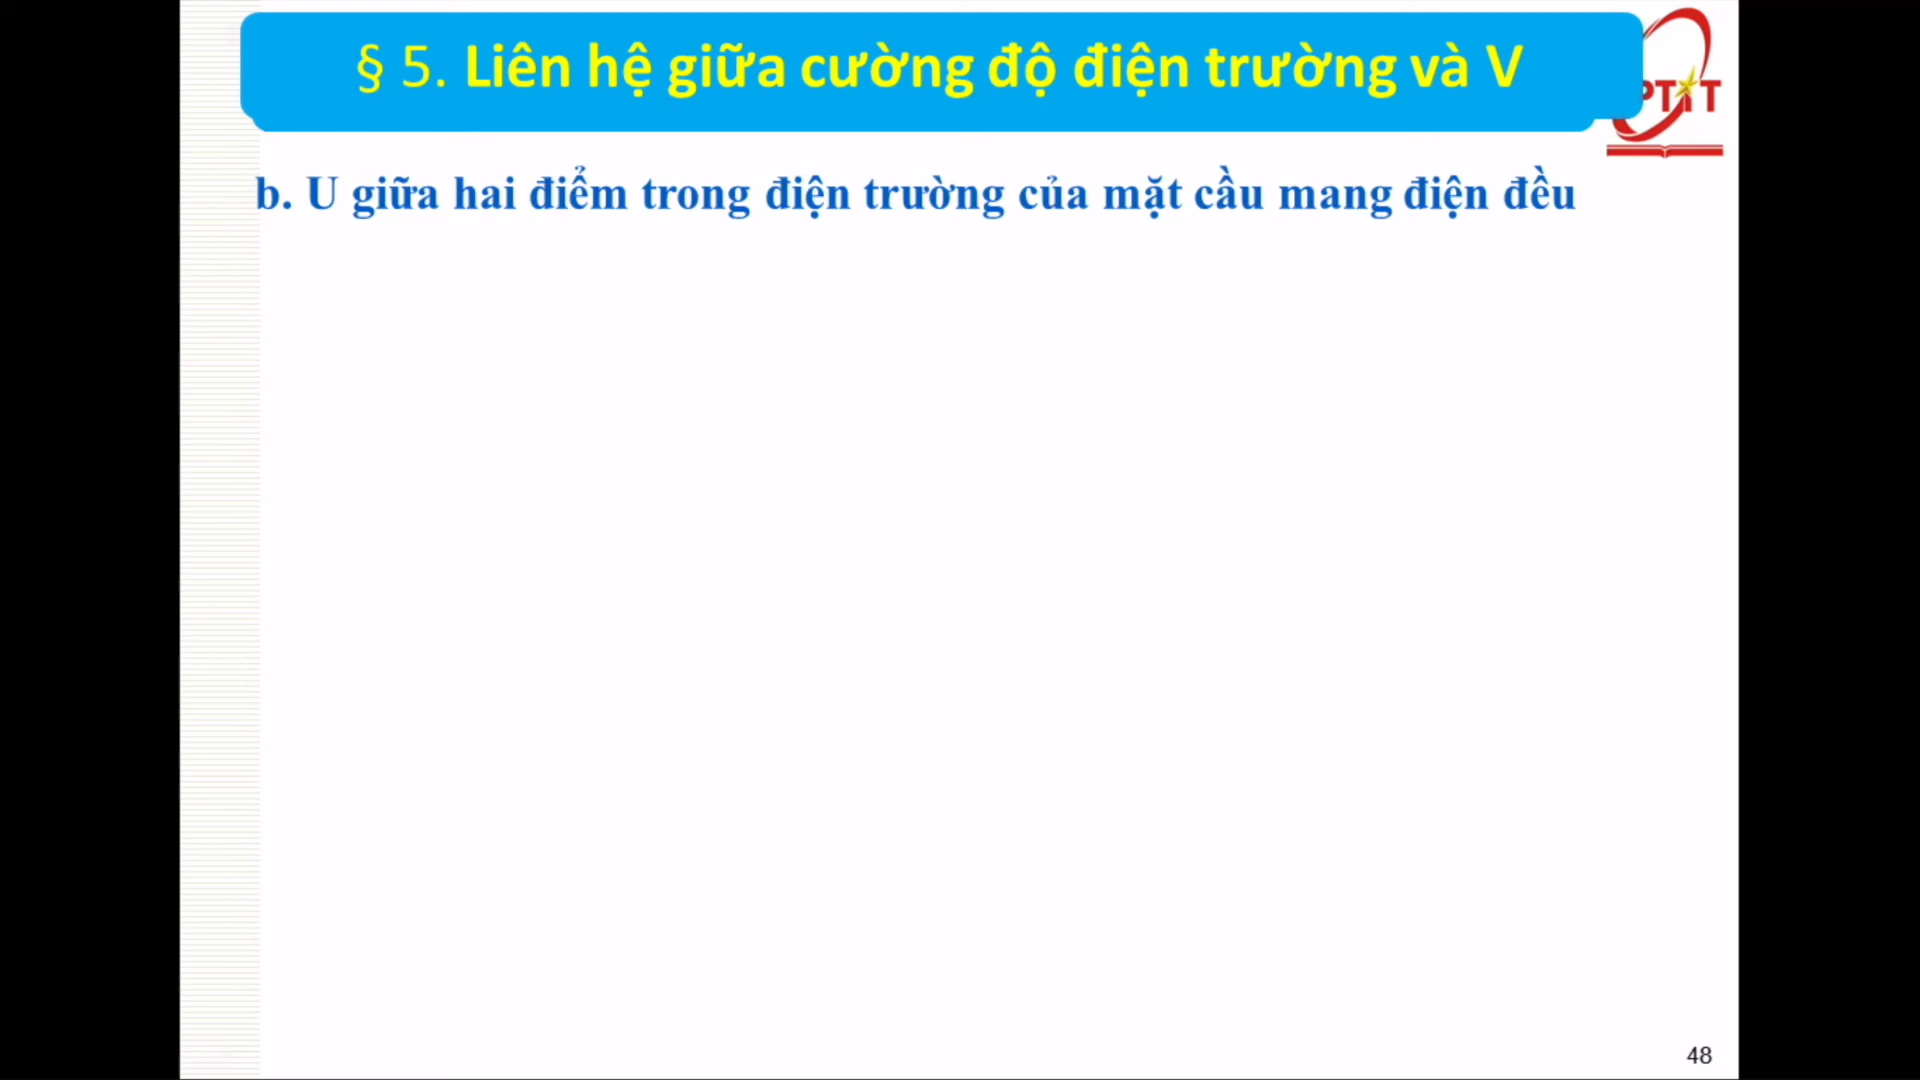 § 5. Liên hệ giữa cường độ điện trường và V
PTIT
b. U giữa hai điểm trong điện trường của mặt cầu mang điện đều
48